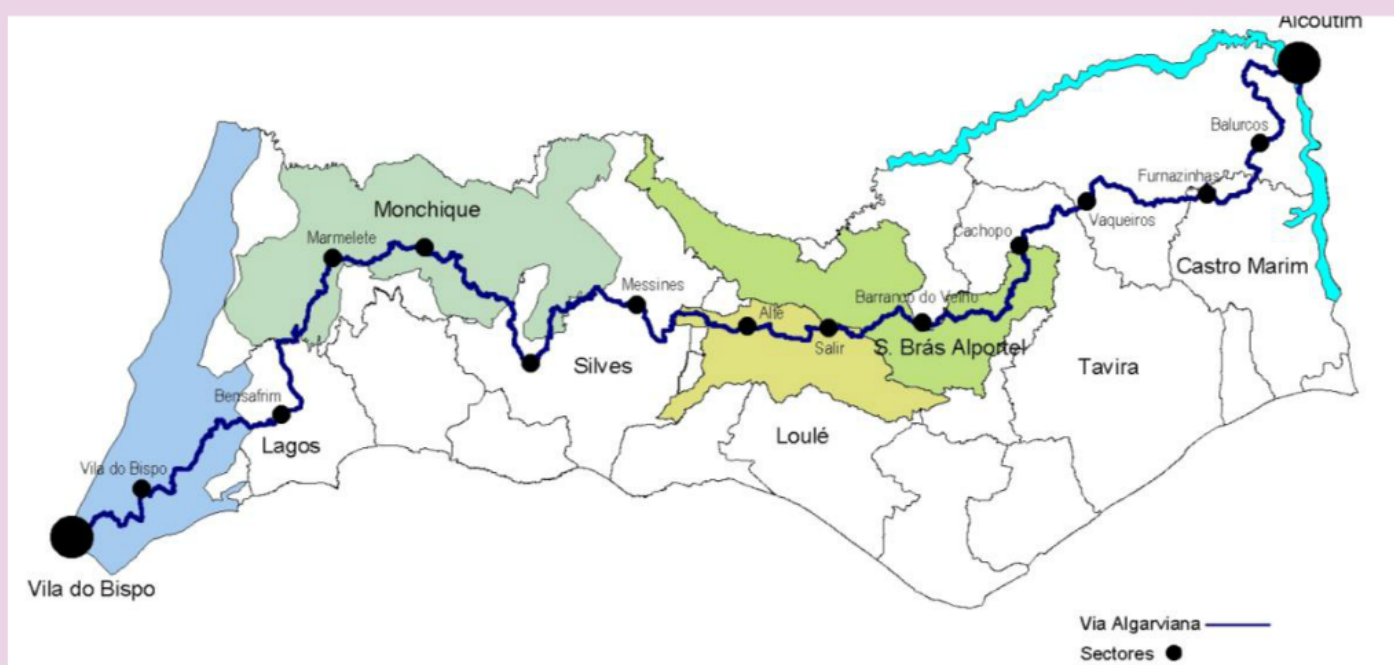 Alcoutim
Balurcos
Furnazinhas
Vaqueiros
Cachopo
Castro Marim
Monchique
Marmelete
Messines
Barranco do Velho
Alte
Salir
S. Brás Alportel
Silves
Tavira
Bensafrim
Lagos
Loulé
Vila do Bispo
Vila do Bispo
Via Algarviana
Sectores